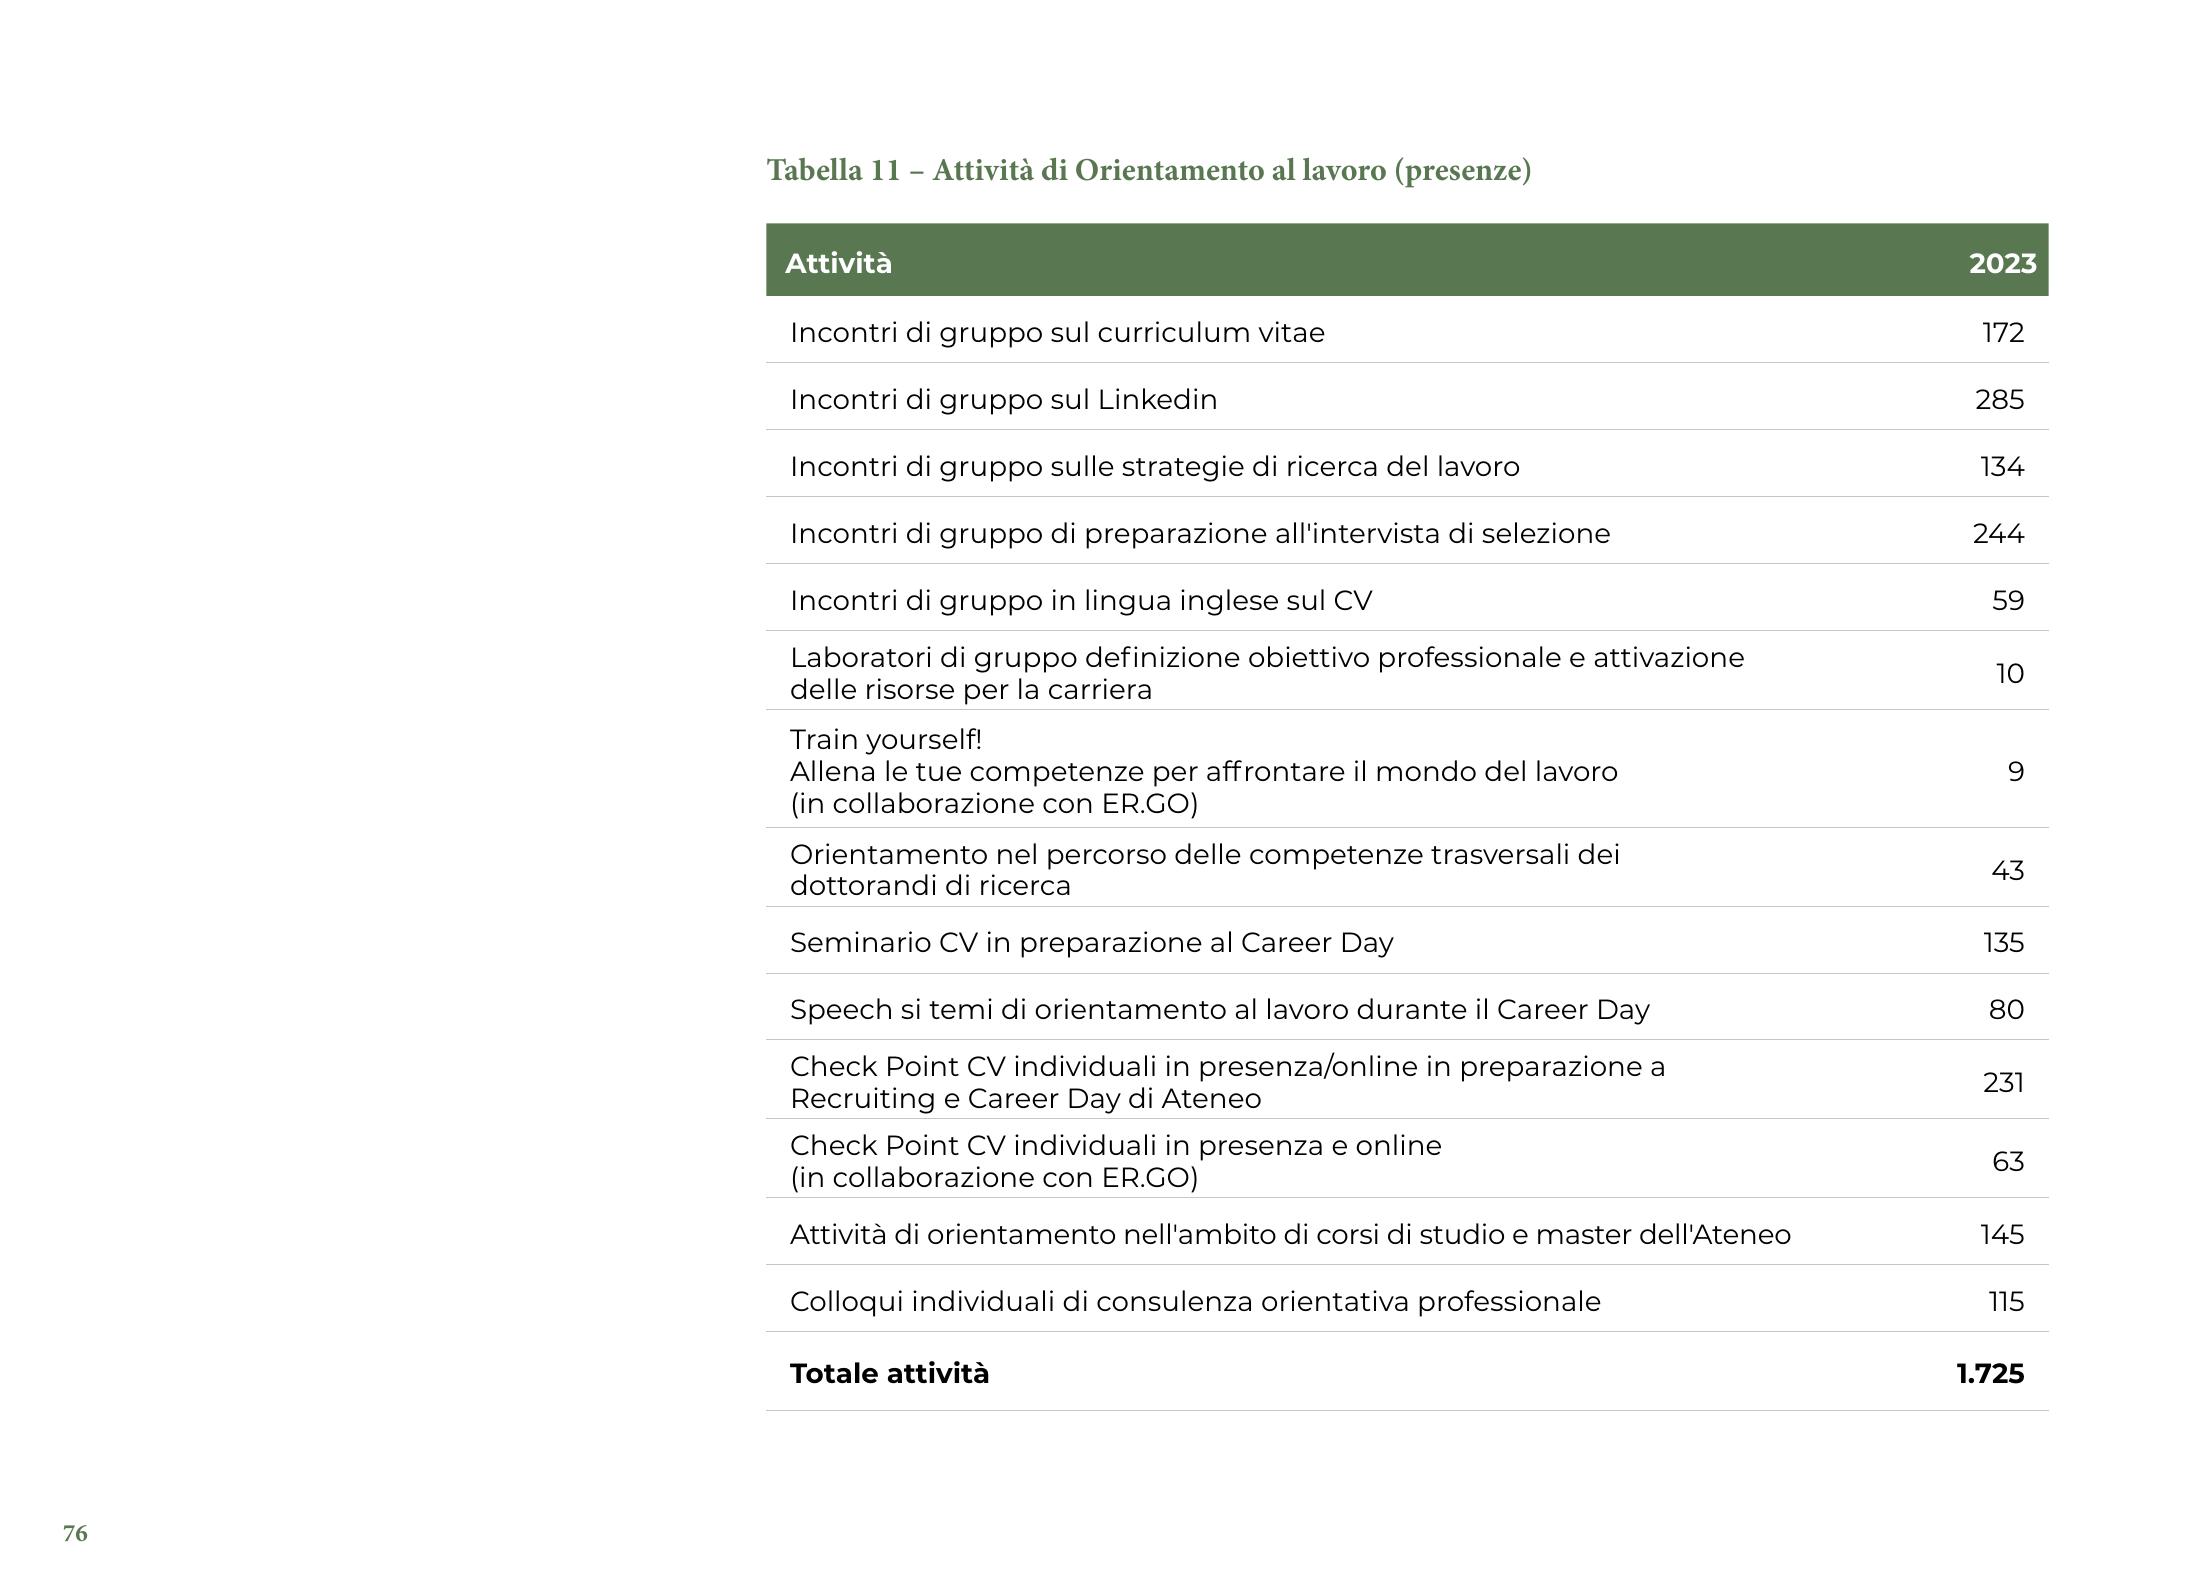 Tabella 11 – Attività di Orientamento al lavoro (presenze)
Attività 2023
Incontri di gruppo sul curriculum vitae 172
Incontri di gruppo sul Linkedin 285
Incontri di gruppo sulle strategie di ricerca del lavoro 134
Incontri di gruppo di preparazione all'intervista di selezione 244
Incontri di gruppo in lingua inglese sul CV 59
Laboratori di gruppo definizione obiettivo professionale e attivazione
delle risorse per la carriera 10
Train yourself!
Allena le tue competenze per affrontare il mondo del lavoro 9
(in collaborazione con ER.GO)
Orientamento nel percorso delle competenze trasversali dei
dottorandi di ricerca 43
Seminario CV in preparazione al Career Day 135
Speech si temi di orientamento al lavoro durante il Career Day 80
Check Point CV individuali in presenza/online in preparazione a
Recruiting e Career Day di Ateneo 231
Check Point CV individuali in presenza e online
(in collaborazione con ER.GO) 63
Attività di orientamento nell'ambito di corsi di studio e master dell'Ateneo 145
Colloqui individuali di consulenza orientativa professionale 115
Totale attività 1.725
76